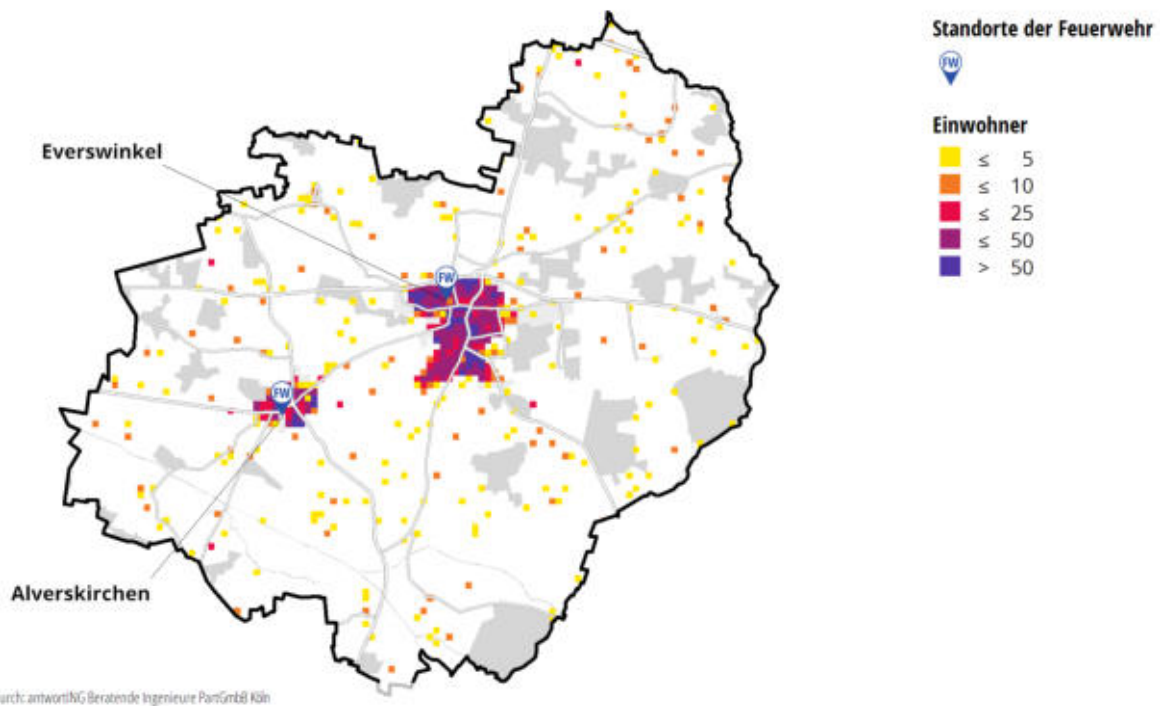 Standorte der Feuerwehr
FW
Einwohner
≤ 5
≤ 10
≤ 25
≤ 50
> 50
Everswinkel
FW
FW
Alverskirchen
urch: antwortING Beratende Ingenieure PartGmbB Köln